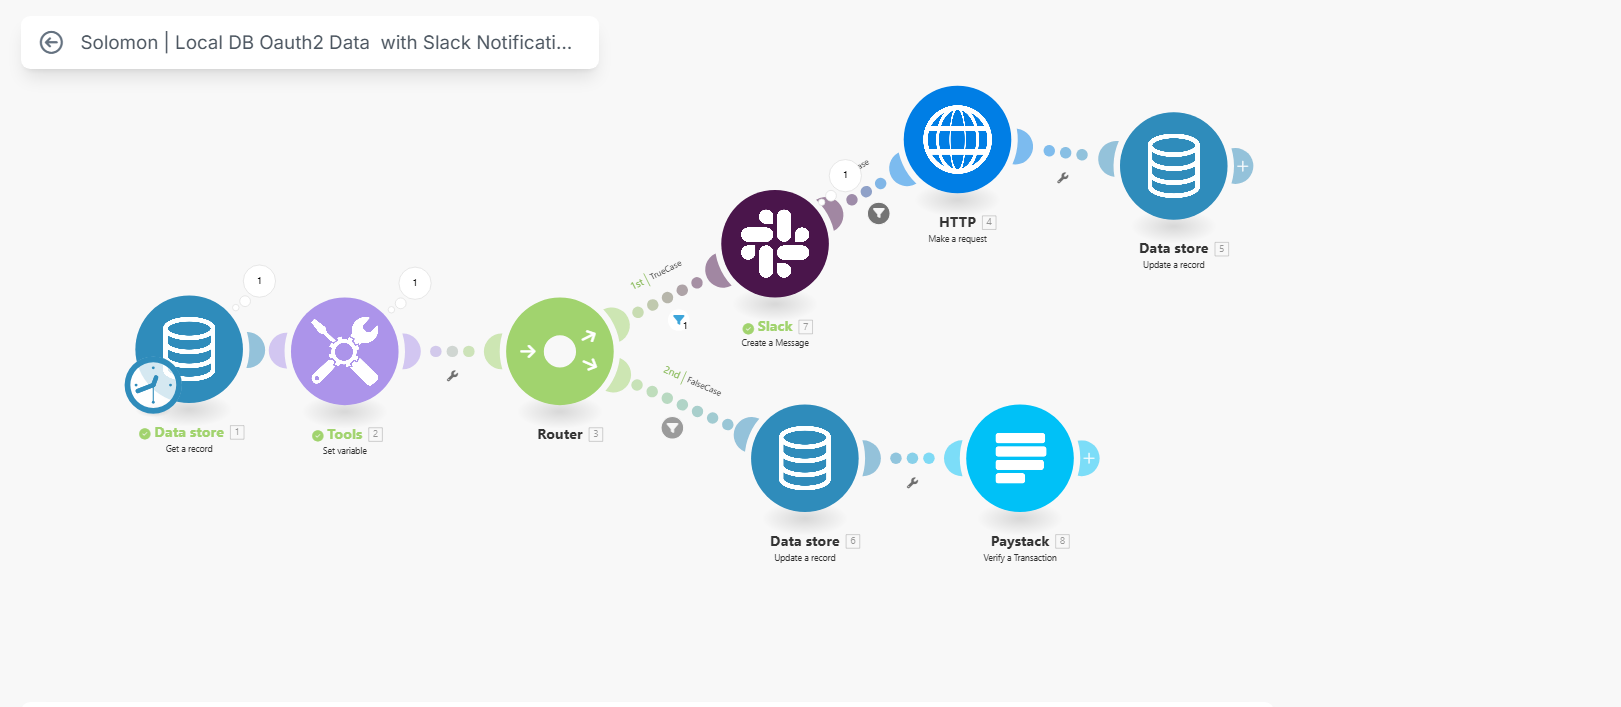 Solomon | Local DB Oauth2 Data  with Slack Notificati...
1
1
1st | TrueCase
1
1
2nd | FalseCase
Data store 1
Get a record
Tools 2
Set variable
Router 3
Slack 7
Create a Message
HTTP 4
Make a request
Data store 5
Update a record
Data store 6
Update a record
Paystack 8
Verify a Transaction